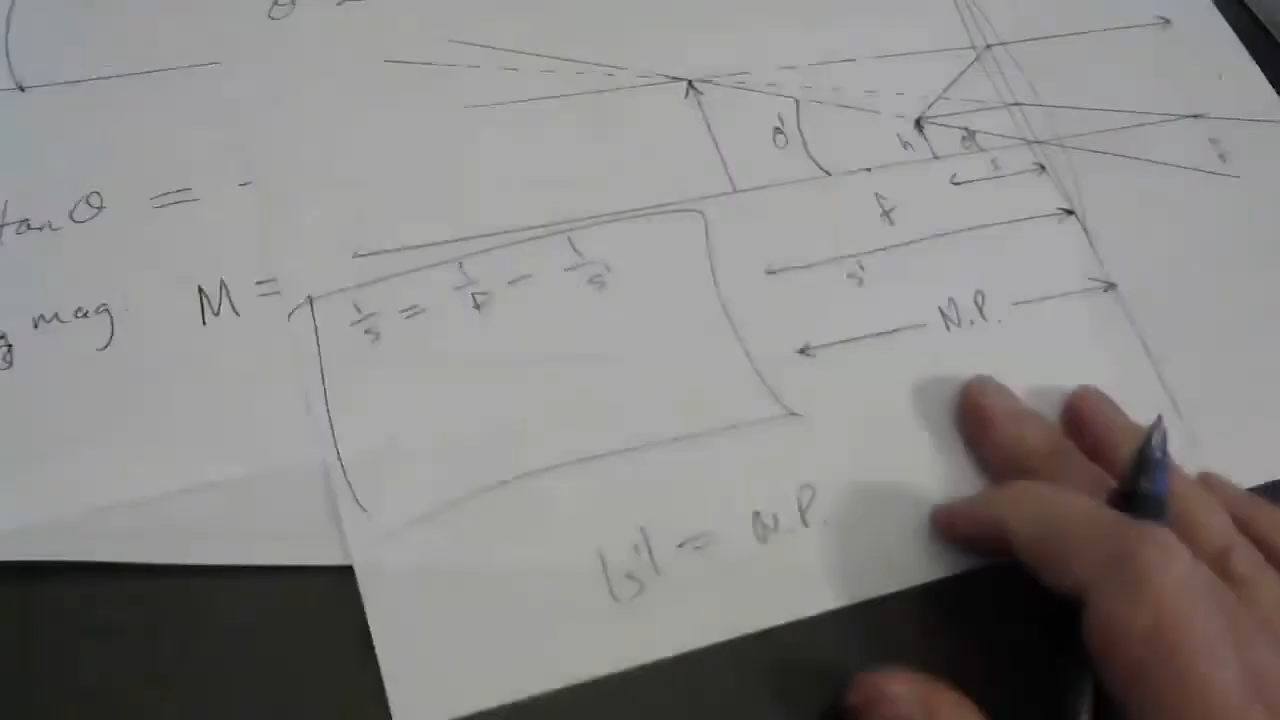 θ
θ'
h
s
f
tan θ =
s'
mag. M =
1/s = 1/f - 1/s'
N.P.
|s'| = N.P.